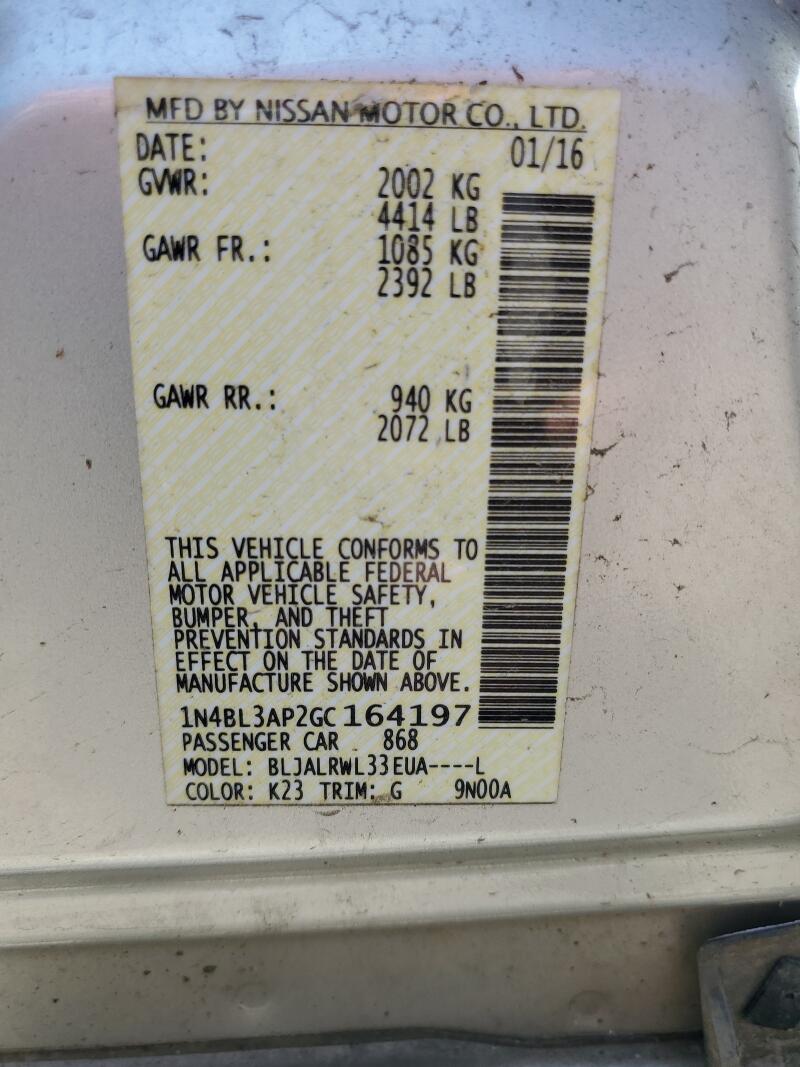 MFD BY NISSAN MOTOR CO., LTD.
DATE: 01/16
GVWR: 2002 KG
4414 LB
GAWR FR.: 1085 KG
2392 LB
GAWR RR.: 940 KG
2072 LB
THIS VEHICLE CONFORMS TO
ALL APPLICABLE FEDERAL
MOTOR VEHICLE SAFETY,
BUMPER, AND THEFT
PREVENTION STANDARDS IN
EFFECT ON THE DATE OF
MANUFACTURE SHOWN ABOVE.
1N4BL3AP2GC164197
PASSENGER CAR 868
MODEL: BLJALRWL33EUA----L
COLOR: K23 TRIM: G 9N00A